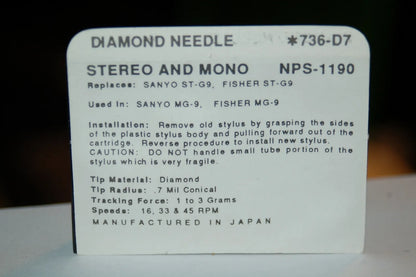 DIAMOND NEEDLE *736-D7
STEREO AND MONO NPS-1190
Replaces: SANYO ST-G9, FISHER ST-G9
Used In: SANYO MG-9, FISHER MG-9
Installation: Remove old stylus by grasping the sides
of the plastic stylus body and pulling forward out of the
cartridge. Reverse procedure to install new stylus.
CAUTION: DO NOT handle small tube portion of the
stylus which is very fragile.
Tip Material: Diamond
Tip Radius: .7 Mil Conical
Tracking Force: 1 to 3 Grams
Speeds: 16, 33 & 45 RPM
MANUFACTURED IN JAPAN